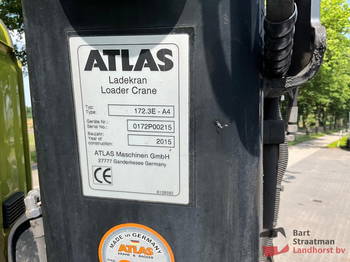 ATLAS
Ladekran
Loader Crane
Typ:
Type:
172.3E - A4
Geräte Nr.:
Serie No.:
0172P00215
Baujahr:
Year of
construction:
2015
ATLAS Maschinen GmbH
27777 Ganderkesee Germany
CE
MADE IN GERMANY
ATLAS
Bart
Straatman
Landhorst bv